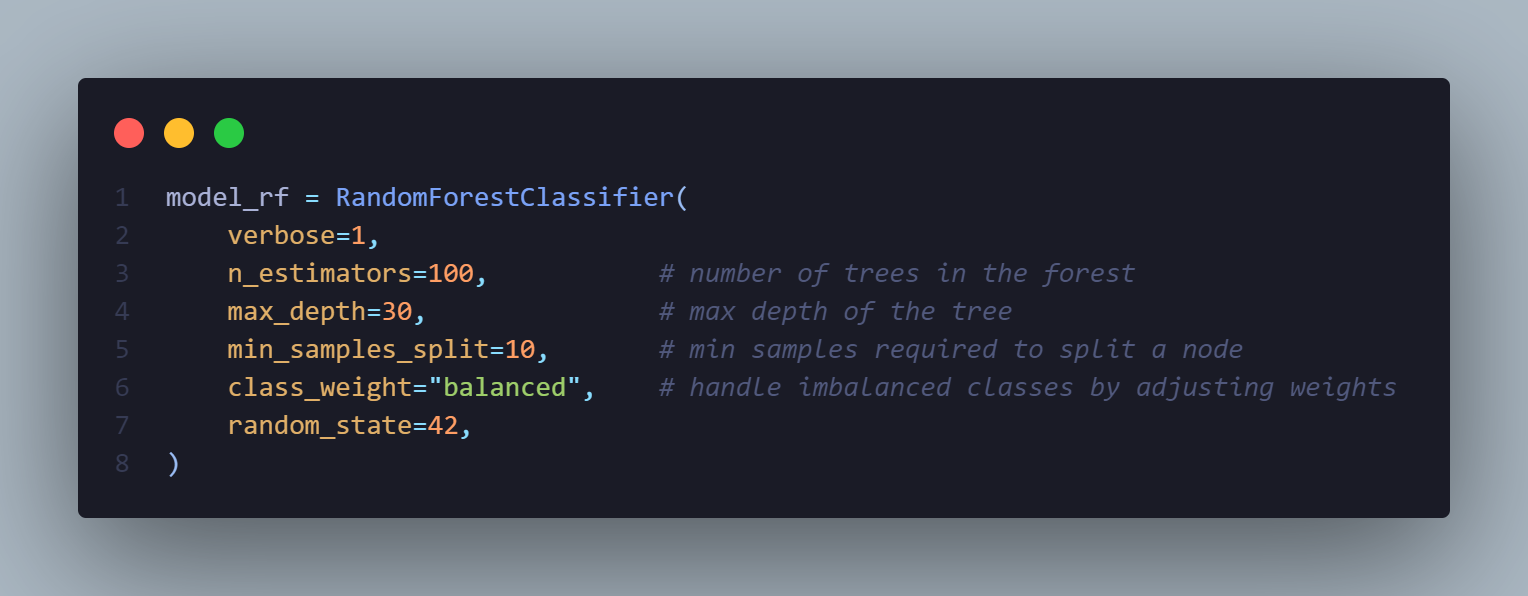 1 model_rf = RandomForestClassifier(
2     verbose=1,
3     n_estimators=100,           # number of trees in the forest
4     max_depth=30,               # max depth of the tree
5     min_samples_split=10,       # min samples required to split a node
6     class_weight="balanced",    # handle imbalanced classes by adjusting weights
7     random_state=42,
8 )